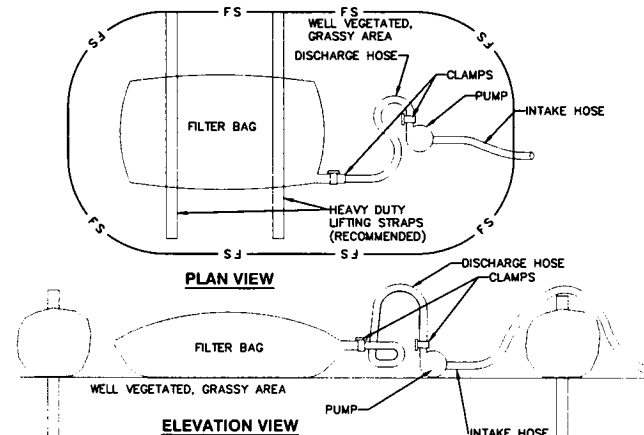 FS
FS
FS
FS
WELL VEGETATED,
GRASSY AREA
DISCHARGE HOSE
CLAMPS
PUMP
INTAKE HOSE
FILTER BAG
HEAVY DUTY
LIFTING STRAPS
(RECOMMENDED)
FS
FS
FS
FS
PLAN VIEW
DISCHARGE HOSE
CLAMPS
FILTER BAG
WELL VEGETATED, GRASSY AREA
PUMP
INTAKE HOSE
ELEVATION VIEW